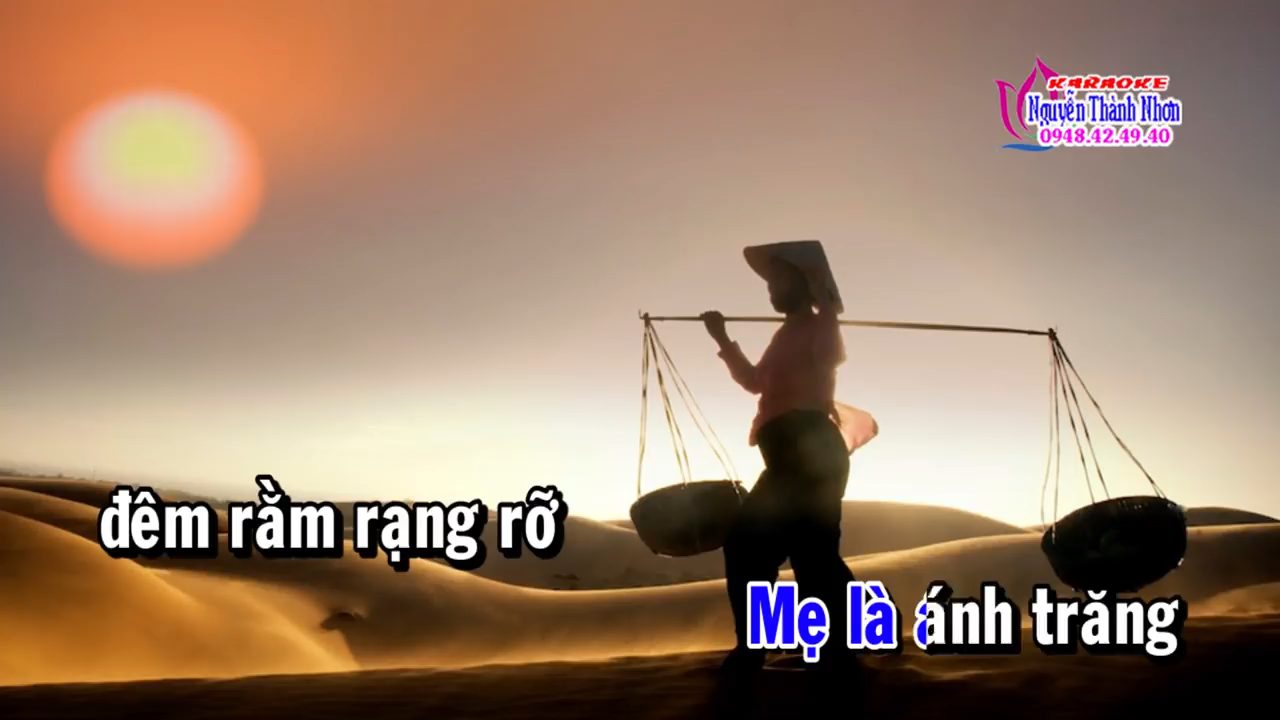 KARAOKE
Nguyễn Thành Nhơn
0948.42.49.40
đêm rằm rạng rỡ
Mẹ là ánh trăng